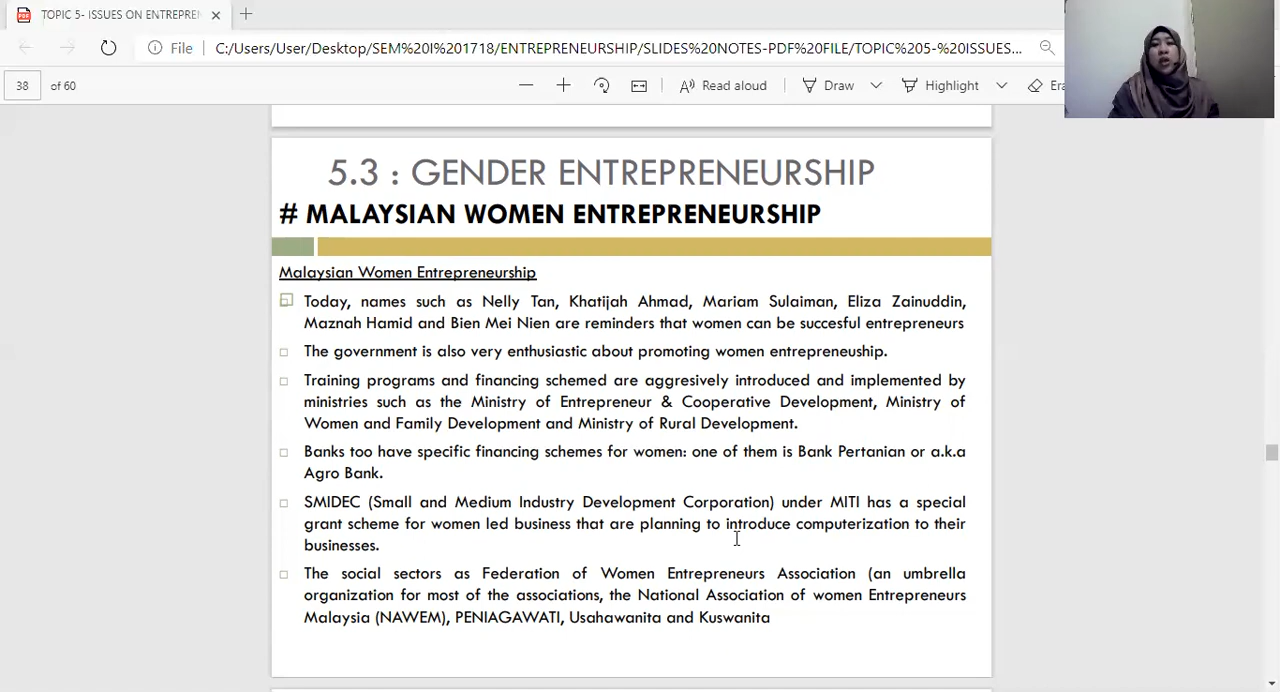 TOPIC 5- ISSUES ON ENTREPREN
File
C:/Users/User/Desktop/SEM%20I%201718/ENTREPRENEURSHIP/SLIDES%20NOTES-PDF%20FILE/TOPIC%205-%20ISSUES...
38 of 60
Read aloud
Draw
Highlight
Era
5.3 : GENDER ENTREPRENEURSHIP
# MALAYSIAN WOMEN ENTREPRENEURSHIP
Malaysian Women Entrepreneurship
Today, names such as Nelly Tan, Khatijah Ahmad, Mariam Sulaiman, Eliza Zainuddin,
Maznah Hamid and Bien Mei Nien are reminders that women can be succesful entrepreneurs
The government is also very enthusiastic about promoting women entrepreneuship.
Training programs and financing schemed are aggresively introduced and implemented by
ministries such as the Ministry of Entrepreneur & Cooperative Development, Ministry of
Women and Family Development and Ministry of Rural Development.
Banks too have specific financing schemes for women: one of them is Bank Pertanian or a.k.a
Agro Bank.
SMIDEC (Small and Medium Industry Development Corporation) under MITI has a special
grant scheme for women led business that are planning to introduce computerization to their
businesses.
The social sectors as Federation of Women Entrepreneurs Association (an umbrella
organization for most of the associations, the National Association of women Entrepreneurs
Malaysia (NAWEM), PENIAGAWATI, Usahawanita and Kuswanita